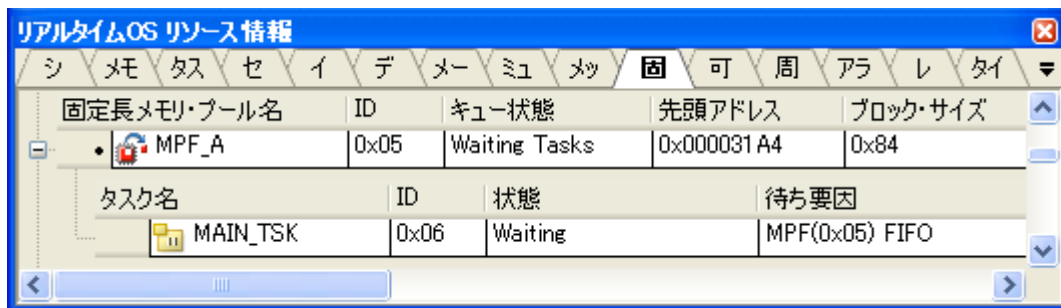 リアルタイムOS リソース情報
シ メモ タス セ イ デ メー ミュ メッ 固 可 周 アラ レ タイ
固定長メモリ・プール名 ID キュー状態 先頭アドレス ブロック・サイズ
MPF_A 0x05 Waiting Tasks 0x000031A4 0x84
タスク名 ID 状態 待ち要因
MAIN_TSK 0x06 Waiting MPF(0x05) FIFO